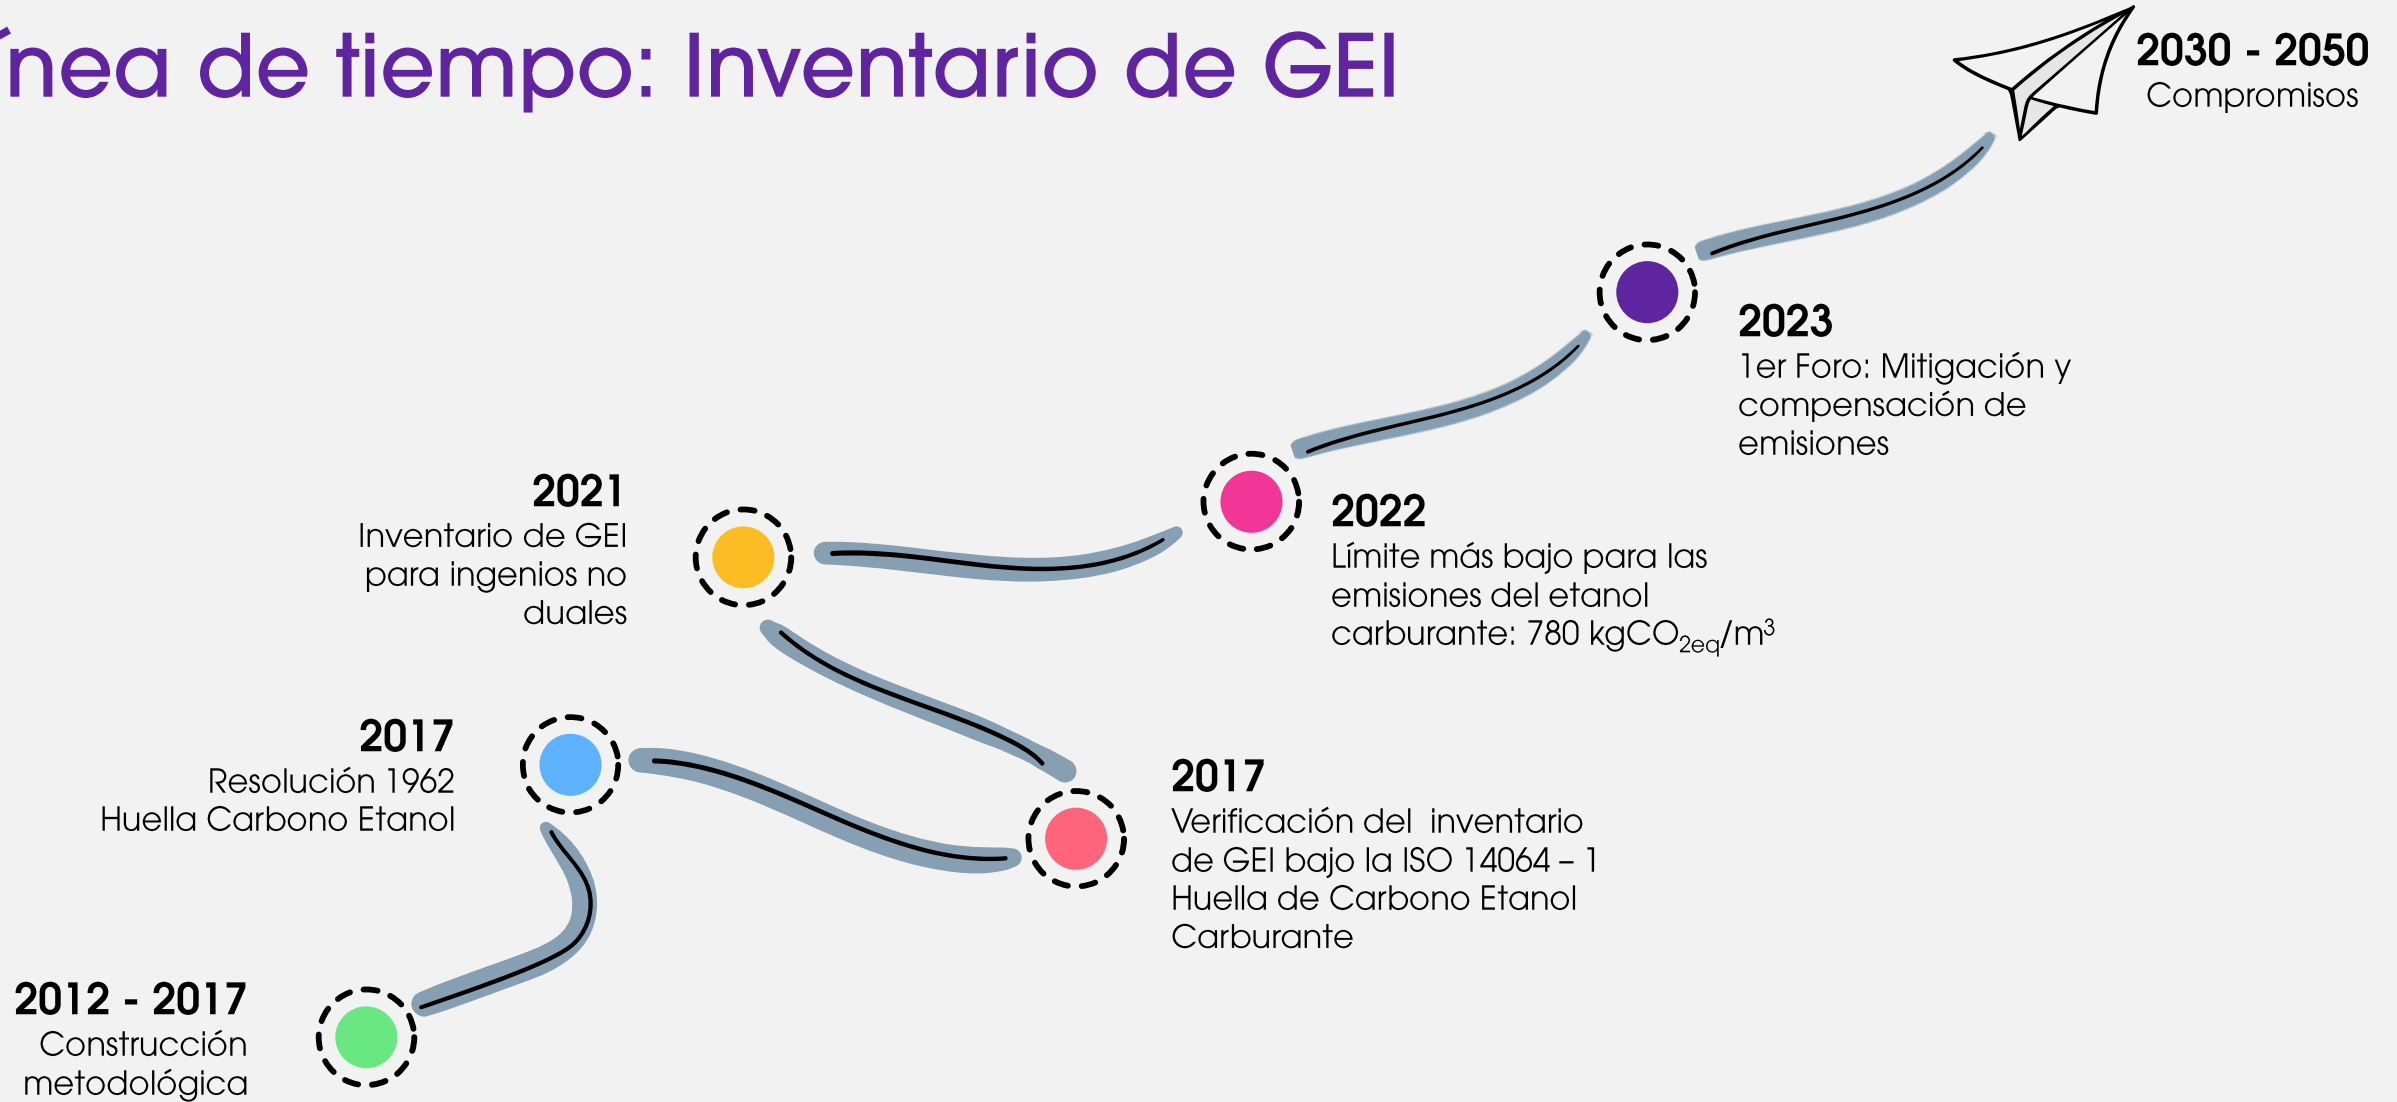 ínea de tiempo: Inventario de GEI
2030 - 2050
Compromisos
2023
1er Foro: Mitigación y
compensación de
emisiones
2021
Inventario de GEI
para ingenios no
duales
2022
Límite más bajo para las
emisiones del etanol
carburante: 780 kgCO₂eq/m³
2017
Resolución 1962
Huella Carbono Etanol
2017
Verificación del  inventario
de GEI bajo la ISO 14064 – 1
Huella de Carbono Etanol
Carburante
2012 - 2017
Construcción
metodológica